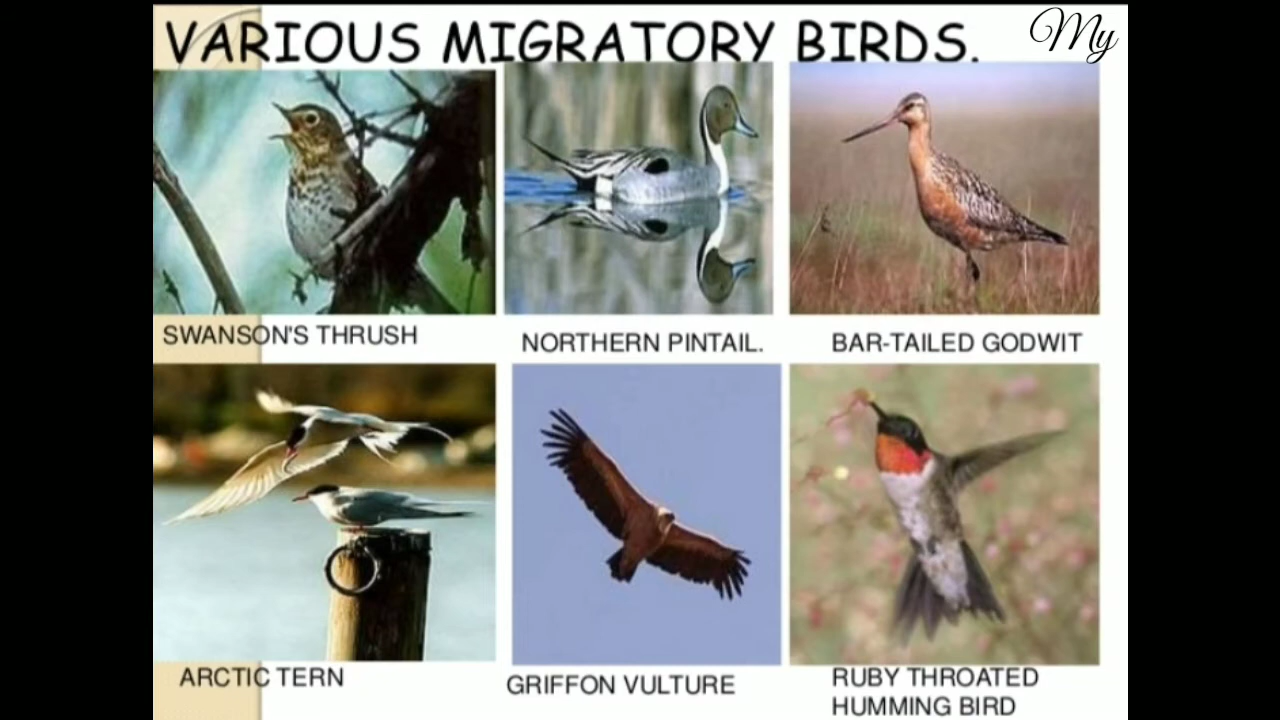 VARIOUS MIGRATORY BIRDS.
My
SWANSON'S THRUSH
NORTHERN PINTAIL.
BAR-TAILED GODWIT
ARCTIC TERN
GRIFFON VULTURE
RUBY THROATED
HUMMING BIRD